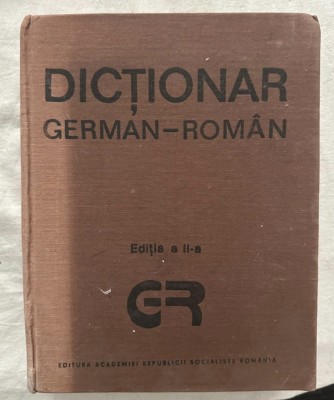 DICȚIONAR
GERMAN-ROMÂN
Ediția a II-a
GR
EDITURA ACADEMIEI REPUBLICII SOCIALISTE ROMÂNIA